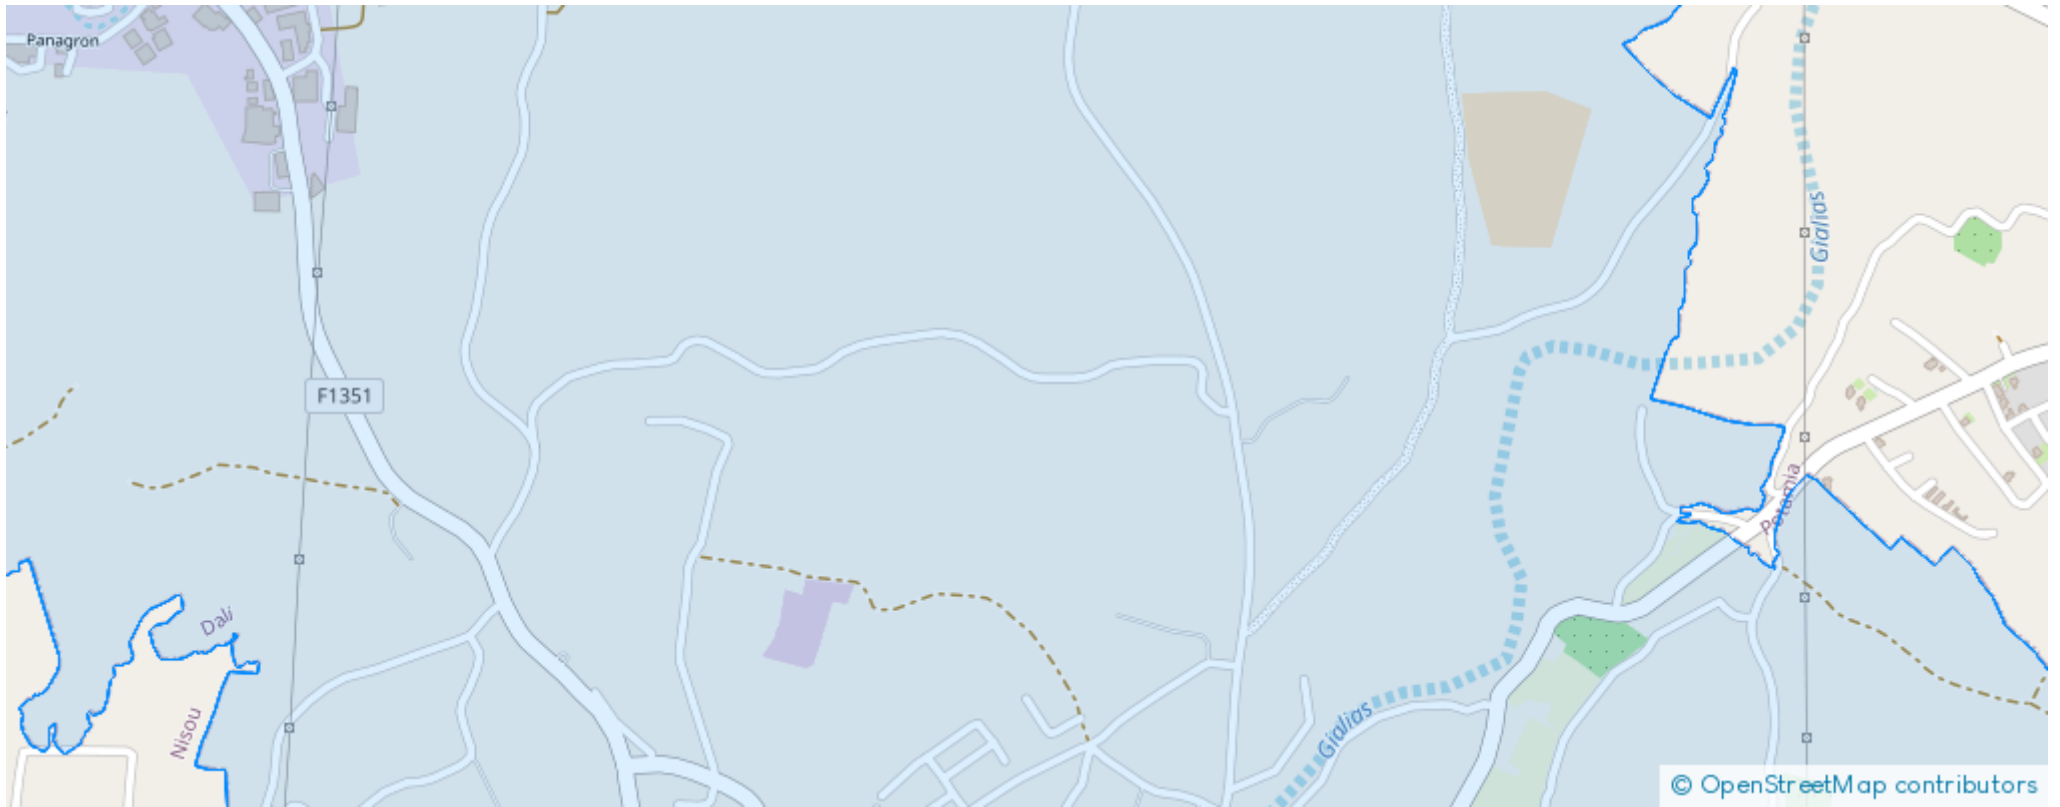 Panagron
Gialias
F1351
Potamia
Dali
Nisou
Gialias
© OpenStreetMap contributors